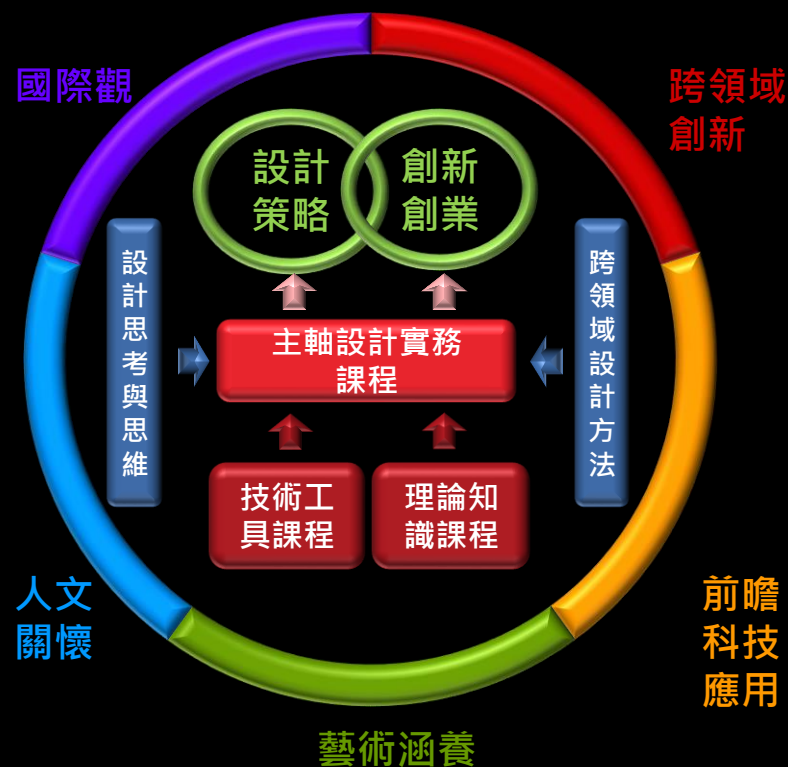 國際觀
跨領域
創新
設計
策略
創新
創業
設計思考與思維
主軸設計實務
課程
跨領域設計方法
技術工
具課程
理論知
識課程
人文
關懷
前瞻
科技
應用
藝術涵養